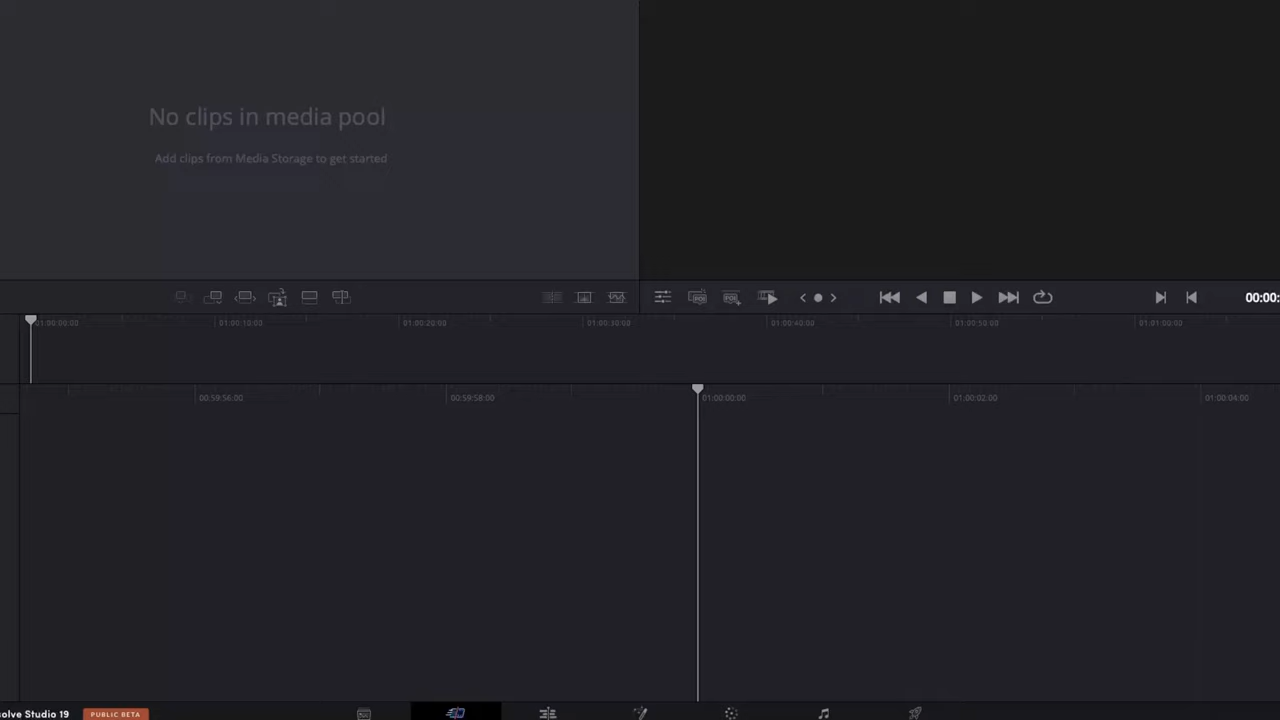 No clips in media pool
Add clips from Media Storage to get started
00:00:
01:00:00:00 01:00:10:00 01:00:20:00 01:00:30:00 01:00:40:00 01:00:50:00 01:01:00:00
00:59:56:00 00:59:58:00 01:00:00:00 01:00:02:00 01:00:04:00
solve Studio 19 PUBLIC BETA